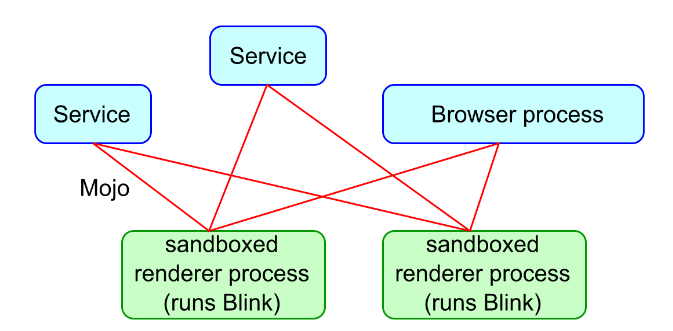 Service
Service
Browser process
Mojo
sandboxed
renderer process
(runs Blink)
sandboxed
renderer process
(runs Blink)